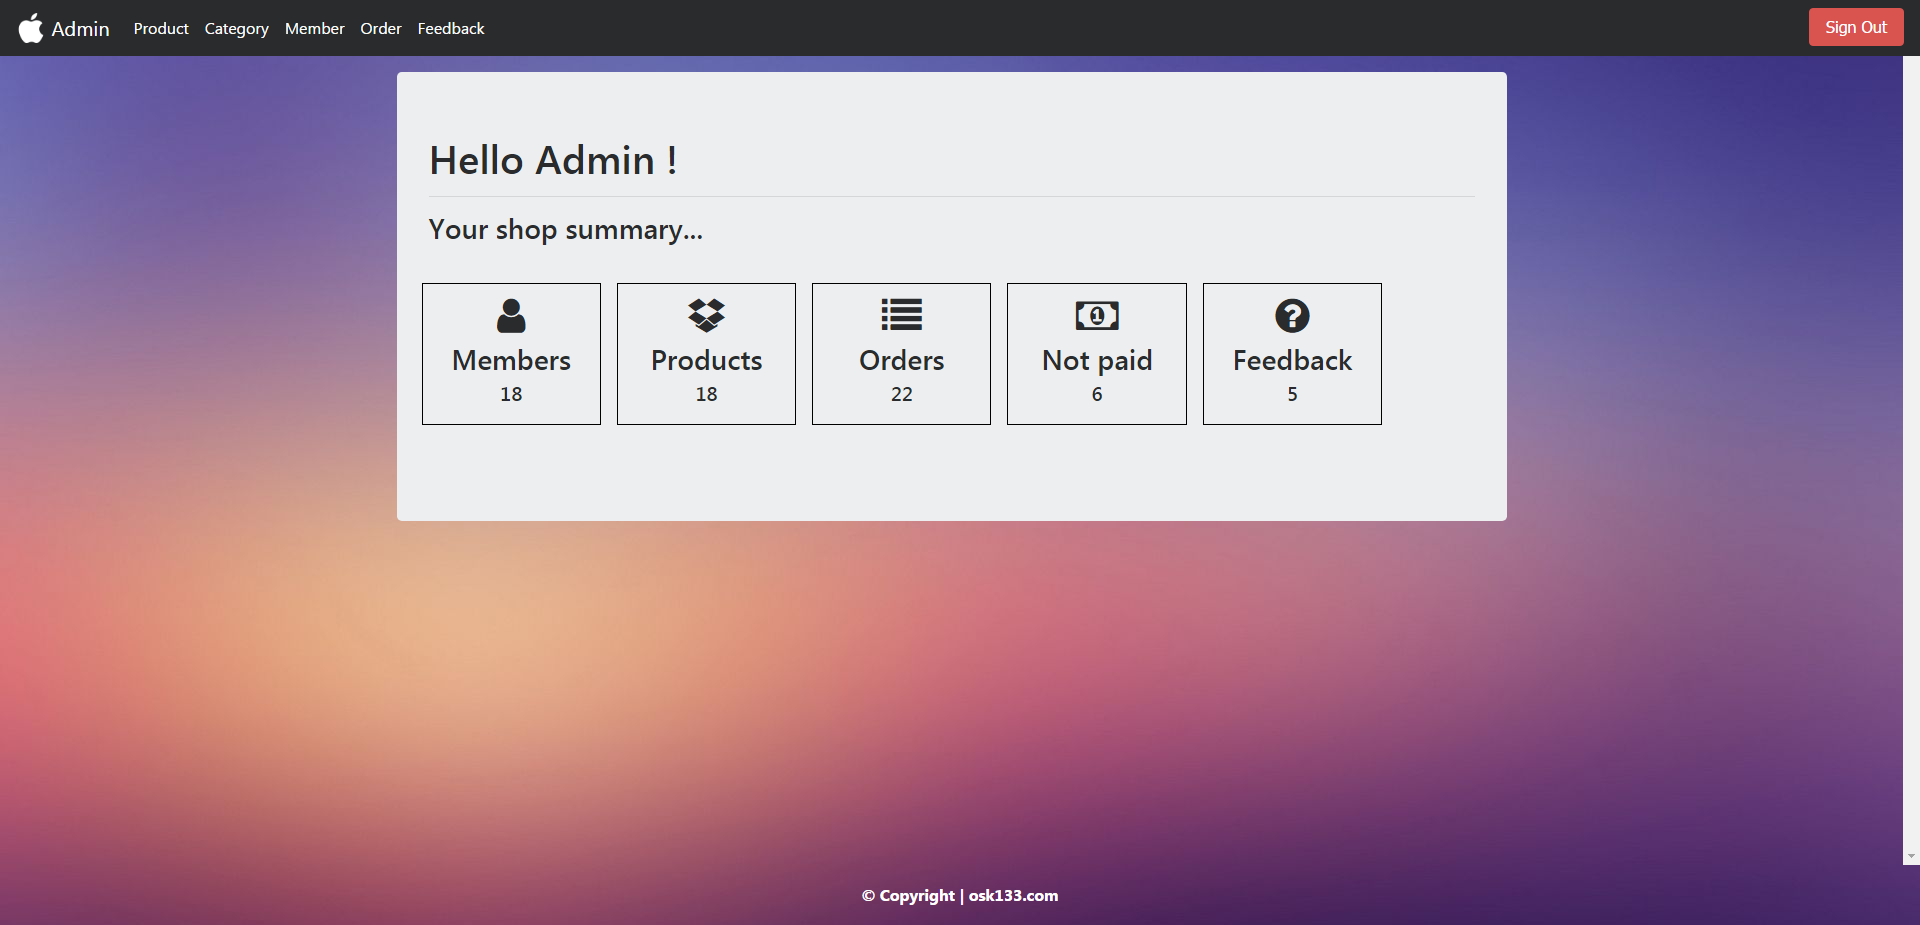 Admin Product Category Member Order Feedback Sign Out
Hello Admin !
Your shop summary...
Members Products Orders Not paid Feedback
18 18 22 6 5
© Copyright | osk133.com